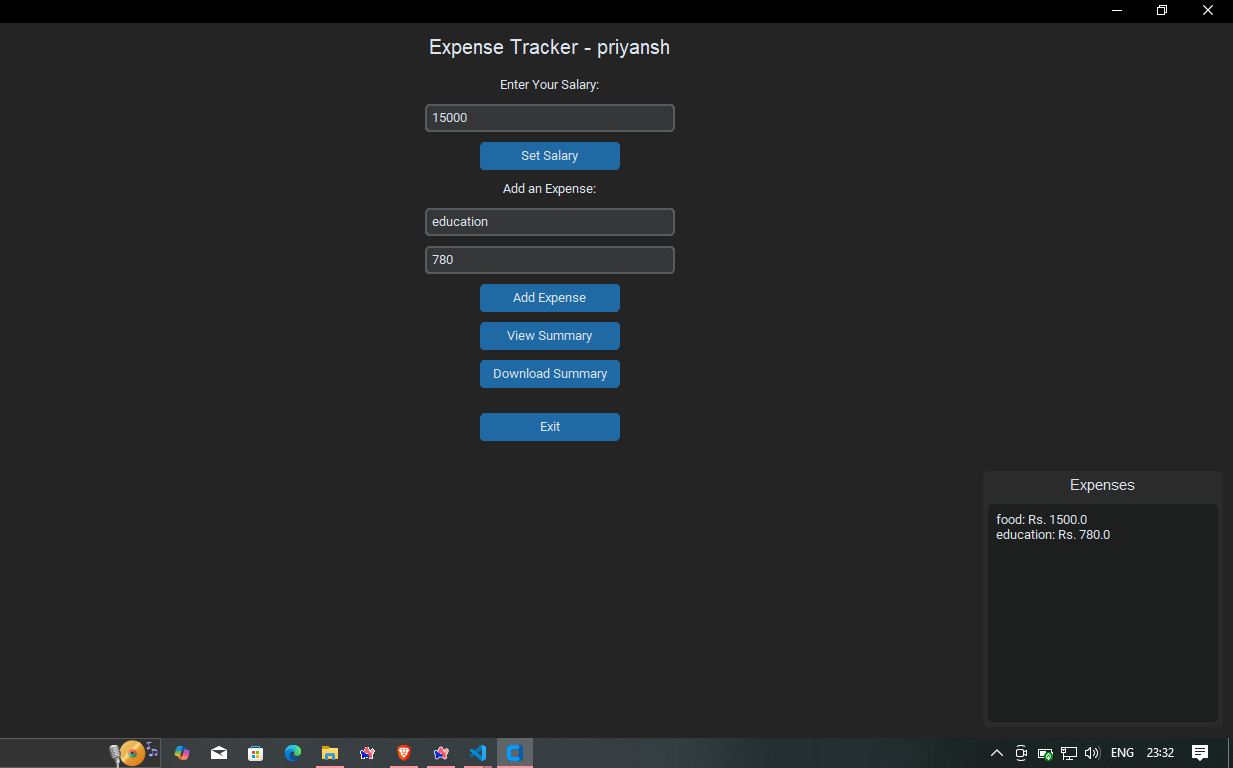 Expense Tracker - priyansh
Enter Your Salary:
15000
Set Salary
Add an Expense:
education
780
Add Expense
View Summary
Download Summary
Exit
Expenses
food: Rs. 1500.0
education: Rs. 780.0
ENG
23:32